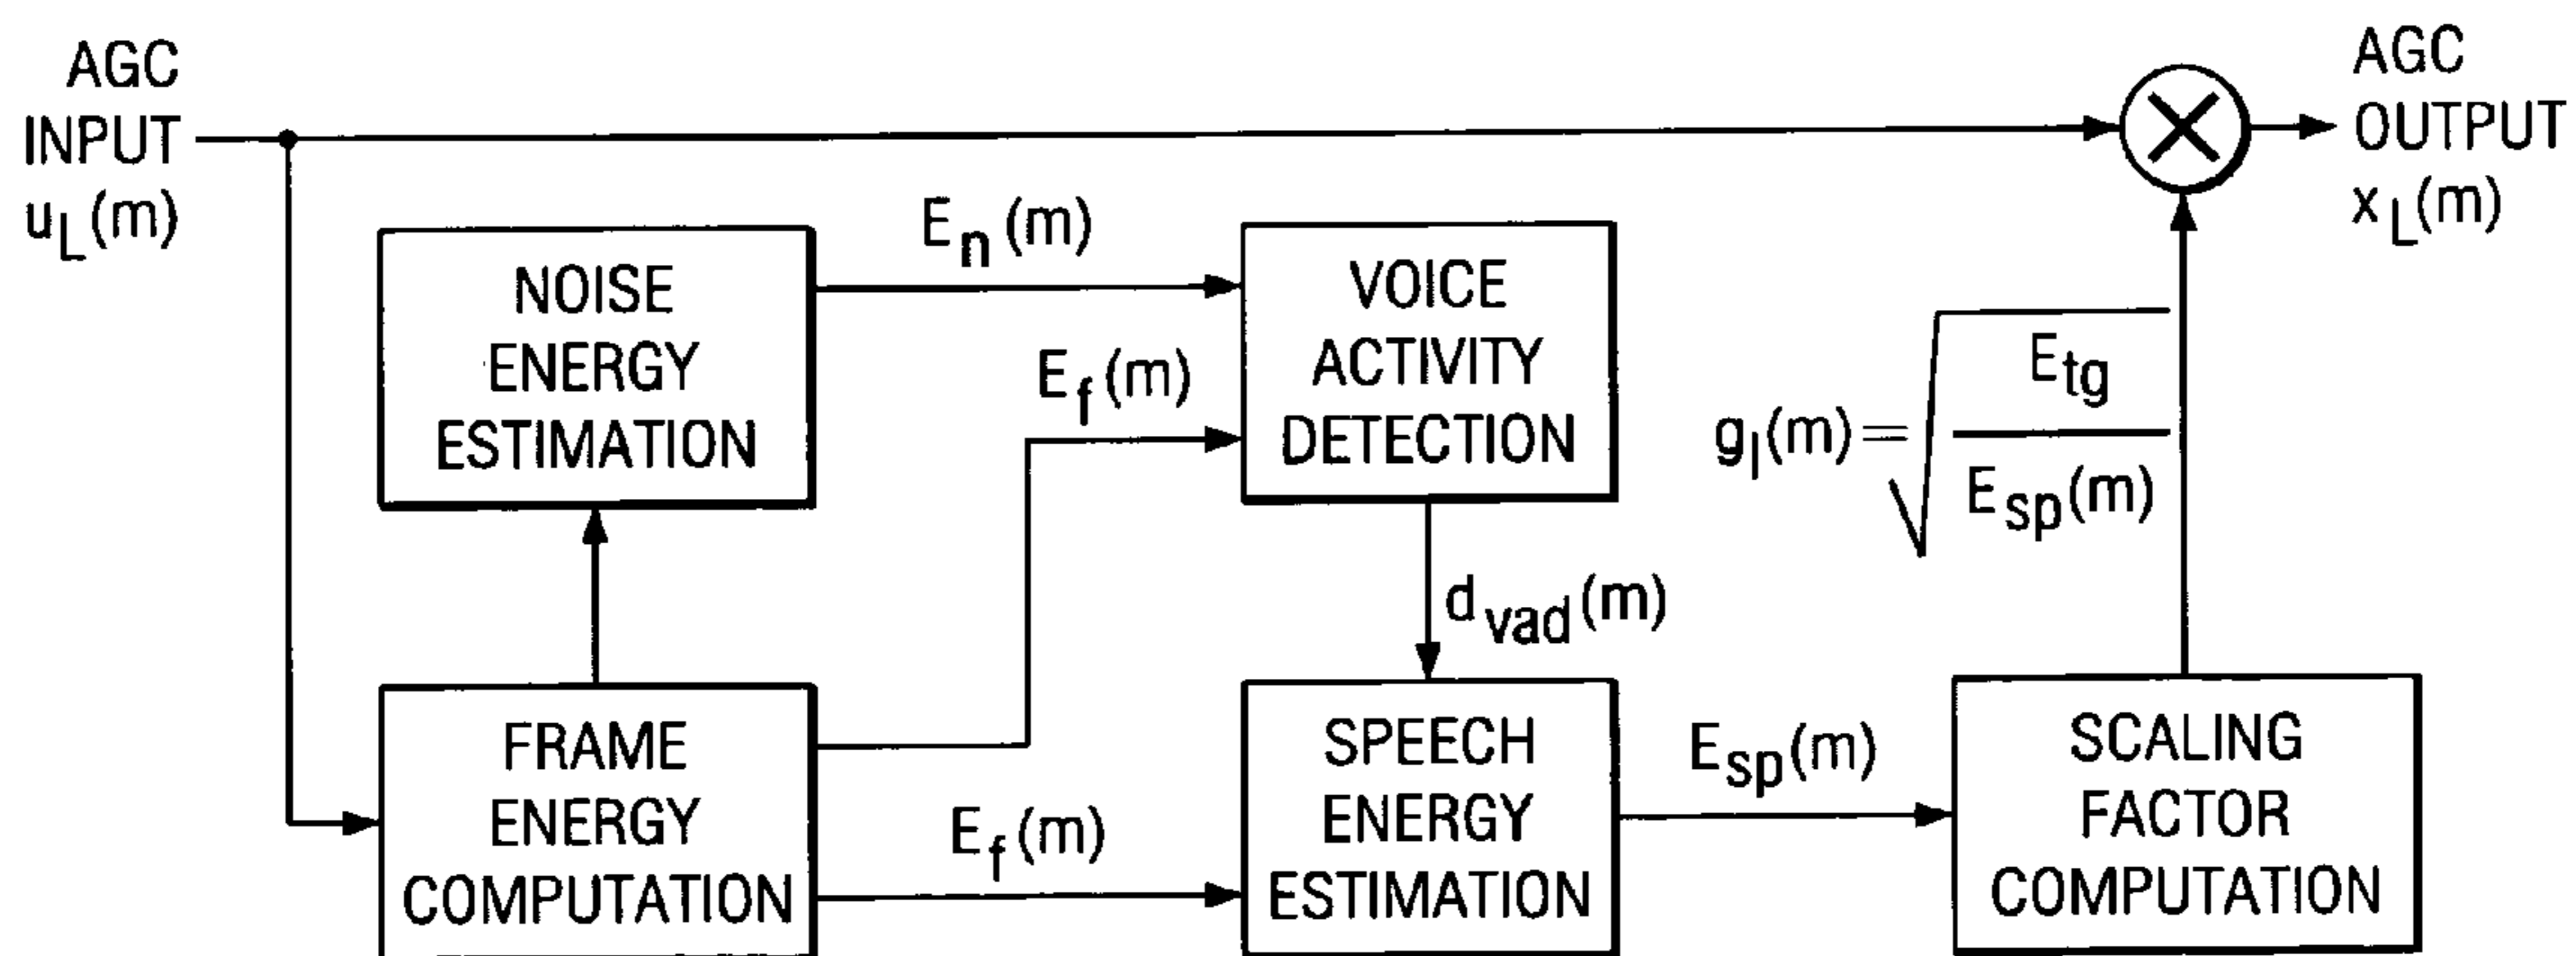 AGC
INPUT
u_L(m)
AGC
OUTPUT
x_L(m)
NOISE
ENERGY
ESTIMATION
E_n(m)
E_f(m)
VOICE
ACTIVITY
DETECTION
g_l(m)=√(E_tg/E_sp(m))
d_vad(m)
FRAME
ENERGY
COMPUTATION
E_f(m)
SPEECH
ENERGY
ESTIMATION
E_sp(m)
SCALING
FACTOR
COMPUTATION